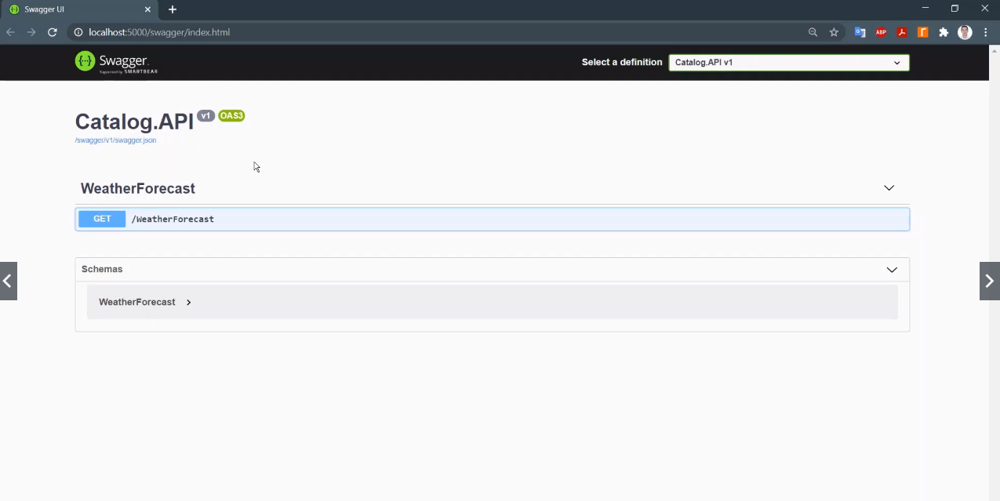 Swagger UI
localhost:5000/swagger/index.html
ABP
Swagger.
Supported by SMARTBEAR
Select a definition
Catalog.API v1
Catalog.API v1 OAS3
/swagger/v1/swagger.json
WeatherForecast
GET /WeatherForecast
Schemas
WeatherForecast